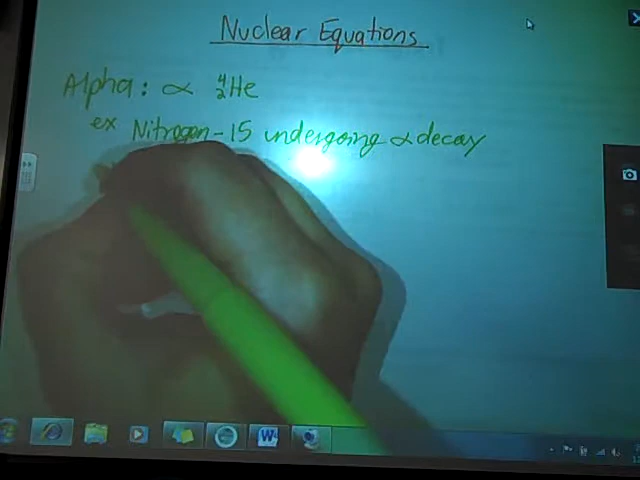 Nuclear Equations
Alpha: α ⁴₂He
ex Nitrogen-15 undergoing α decay